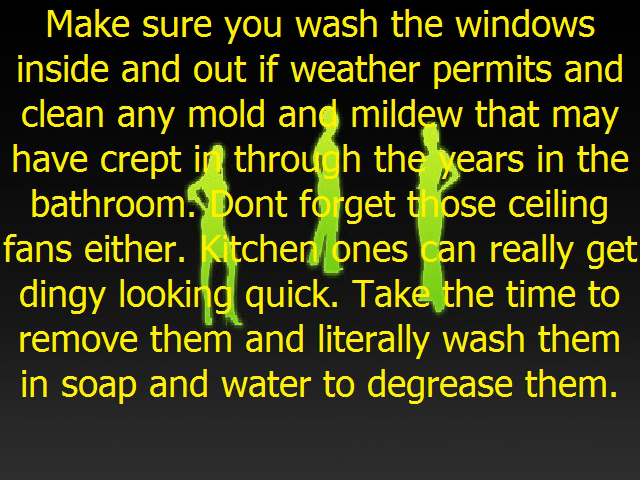 Make sure you wash the windows
inside and out if weather permits and
clean any mold and mildew that may
have crept in through the years in the
bathroom. Dont forget those ceiling
fans either. Kitchen ones can really get
dingy looking quick. Take the time to
remove them and literally wash them
in soap and water to degrease them.